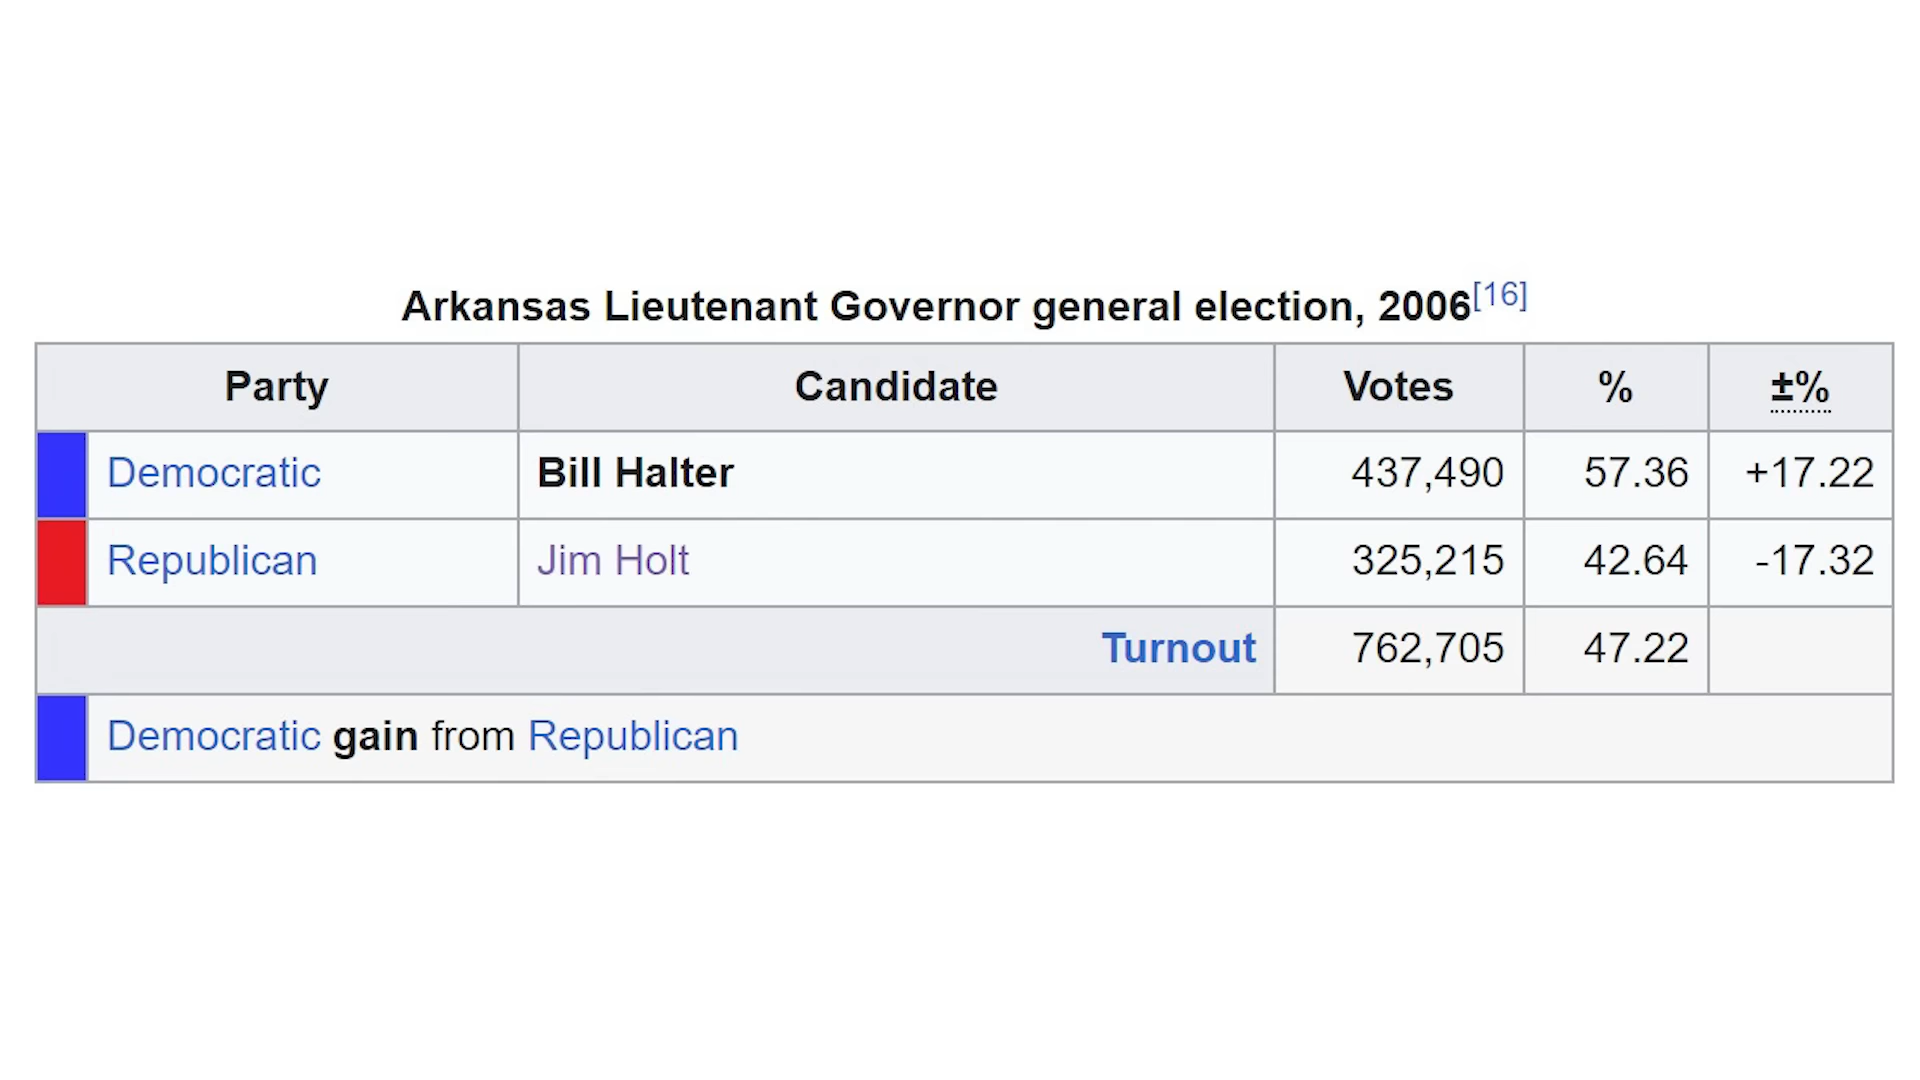 Arkansas Lieutenant Governor general election, 2006[16]
Party Candidate Votes % ±%
Democratic Bill Halter 437,490 57.36 +17.22
Republican Jim Holt 325,215 42.64 -17.32
Turnout 762,705 47.22
Democratic gain from Republican